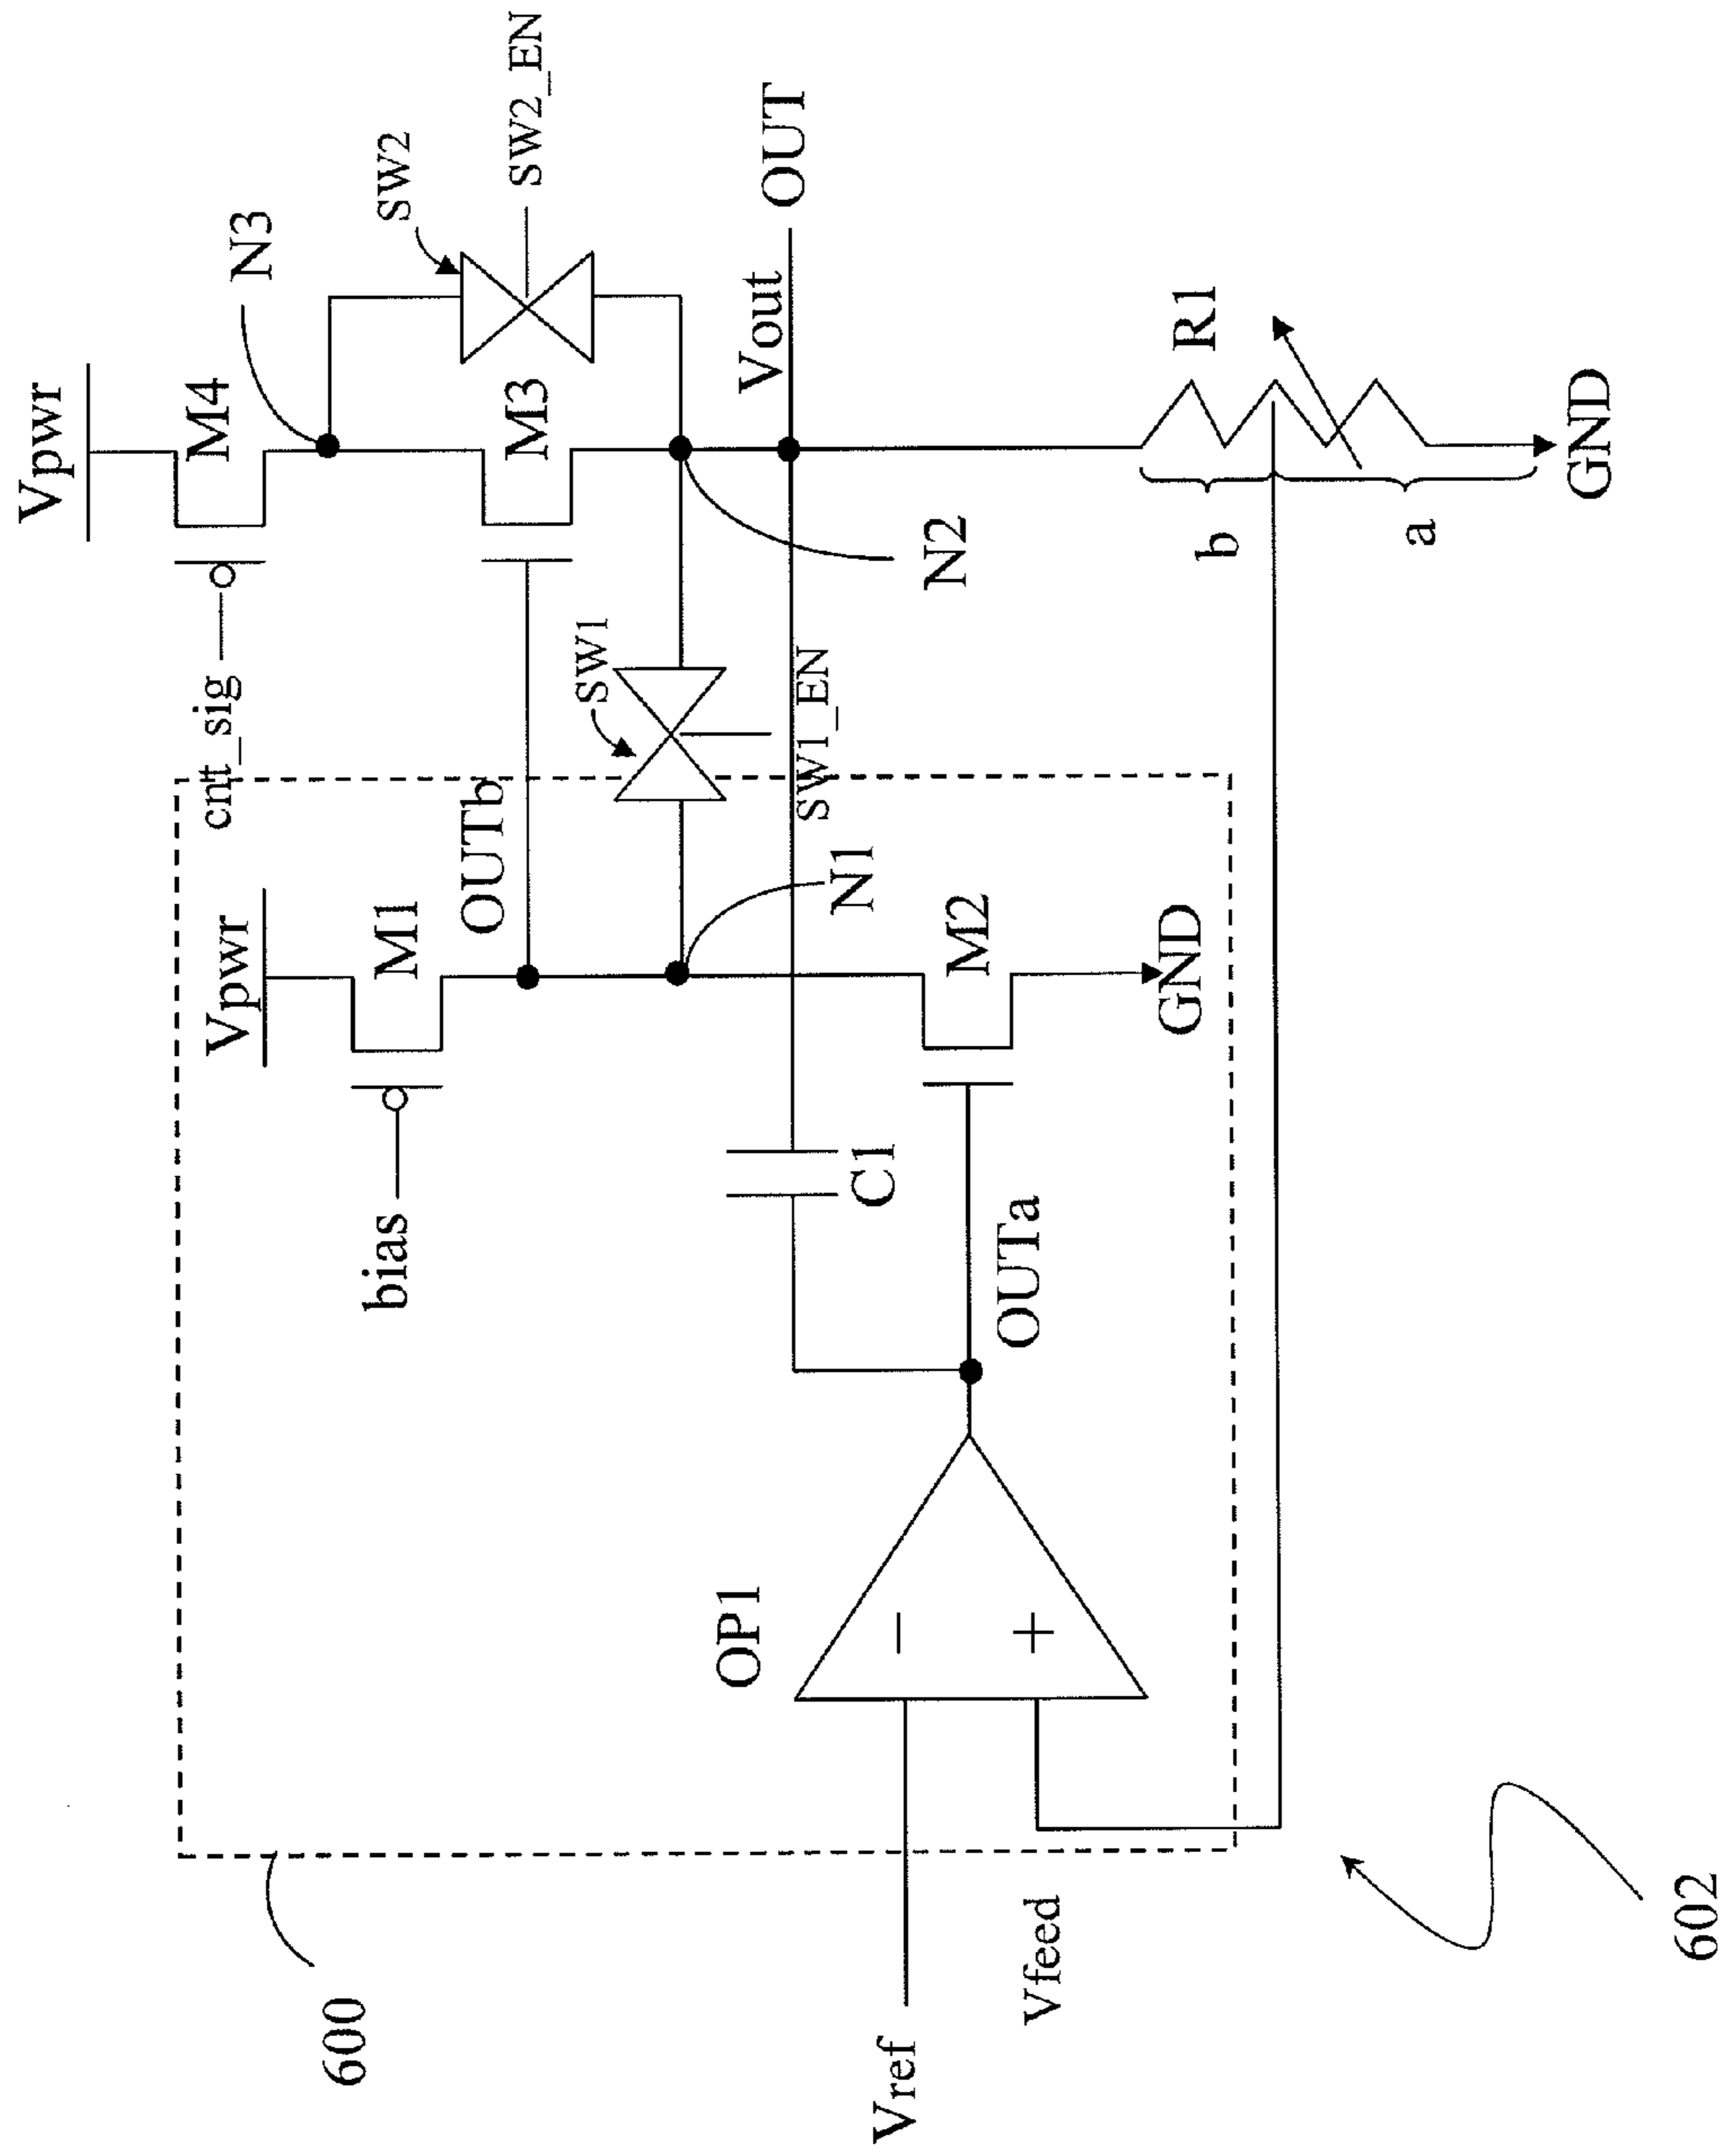 Vpwr
M4
N3
cnt_sig
SW2
SW2_EN
M3
Vpwr
M1
bias
OUTb
SW1
SW1_EN
N1
N2
Vout
OUT
C1
M2
OUTa
GND
OP1
−
+
R1
b
a
GND
Vref
Vfeed
600
602